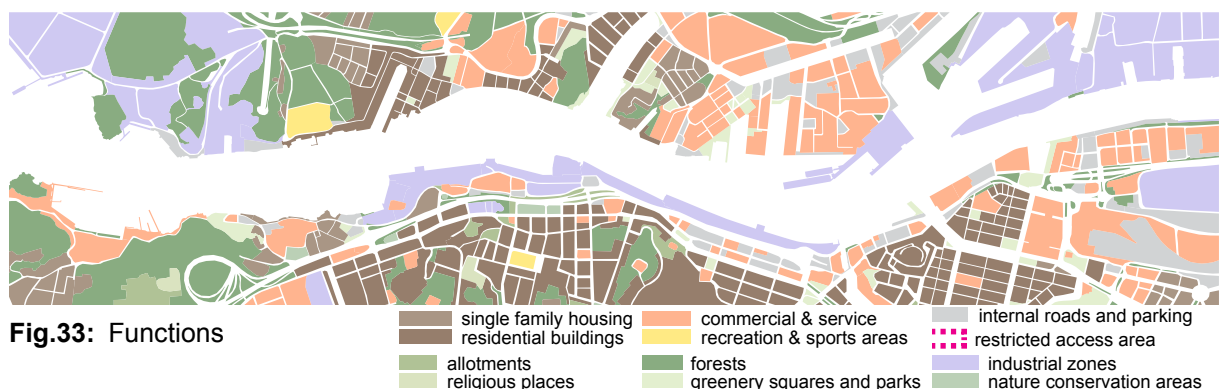 Fig.33: Functions
single family housing
residential buildings
allotments
religious places
commercial & service
recreation & sports areas
forests
greenery squares and parks
internal roads and parking
restricted access area
industrial zones
nature conservation areas